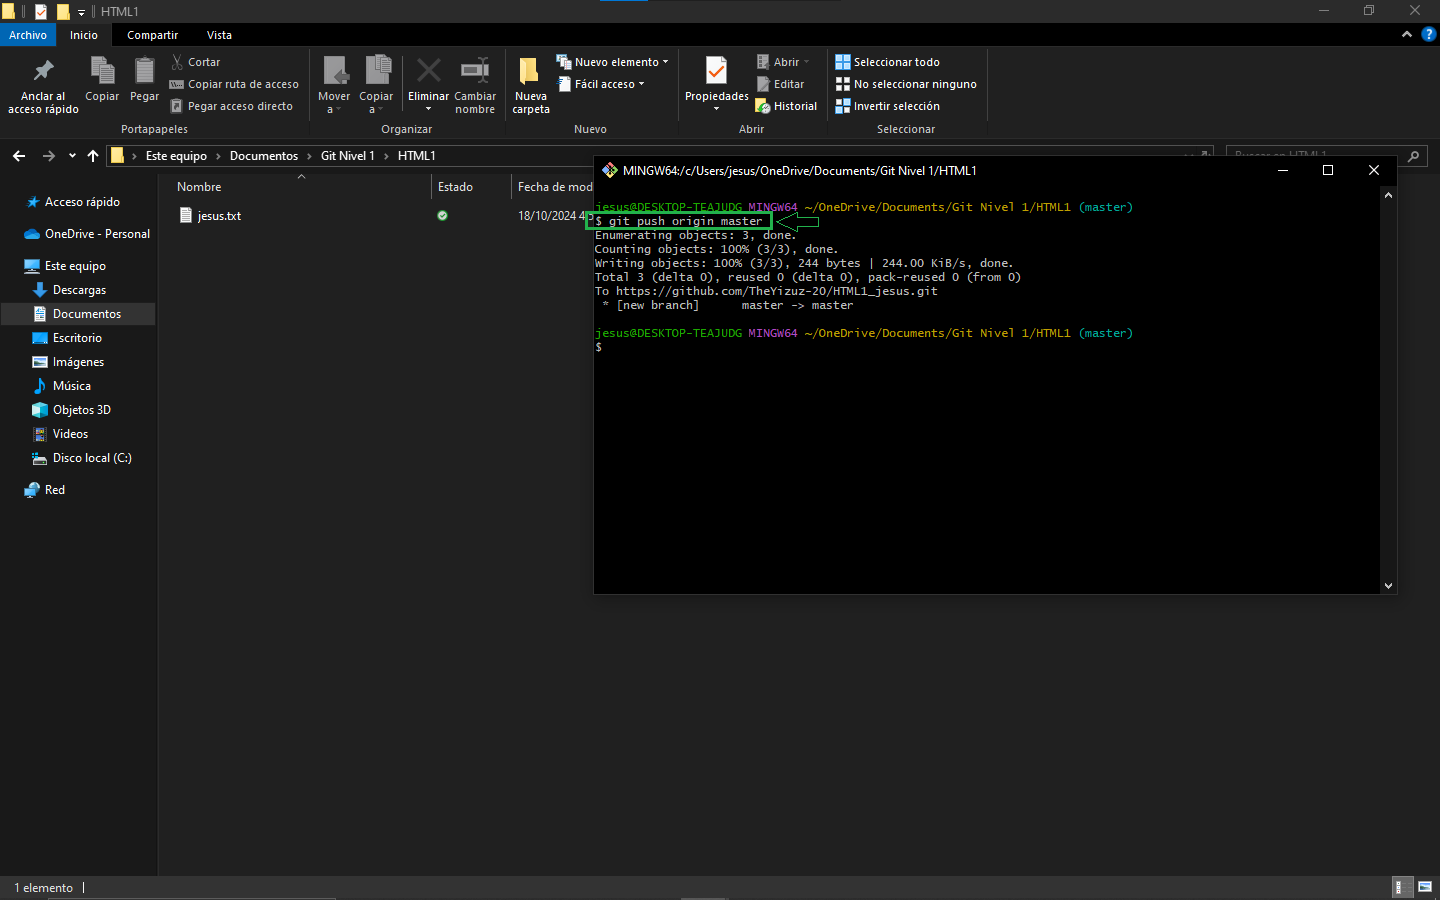 HTML1
Archivo Inicio Compartir Vista
Anclar al acceso rápido
Copiar
Pegar
Cortar
Copiar ruta de acceso
Pegar acceso directo
Portapapeles
Mover a
Copiar a
Eliminar
Cambiar nombre
Organizar
Nueva carpeta
Nuevo elemento
Fácil acceso
Nuevo
Propiedades
Abrir
Editar
Historial
Abrir
Seleccionar todo
No seleccionar ninguno
Invertir selección
Seleccionar
Este equipo > Documentos > Git Nivel 1 > HTML1
Buscar en HTML1
Nombre Estado Fecha de mod
jesus.txt 18/10/2024 4:5
Acceso rápido
OneDrive - Personal
Este equipo
Descargas
Documentos
Escritorio
Imágenes
Música
Objetos 3D
Videos
Disco local (C:)
Red
MINGW64:/c/Users/jesus/OneDrive/Documents/Git Nivel 1/HTML1
jesus@DESKTOP-TEAJUDG MINGW64 ~/OneDrive/Documents/Git Nivel 1/HTML1 (master)
$ git push origin master
Enumerating objects: 3, done.
Counting objects: 100% (3/3), done.
Writing objects: 100% (3/3), 244 bytes | 244.00 KiB/s, done.
Total 3 (delta 0), reused 0 (delta 0), pack-reused 0 (from 0)
To https://github.com/TheYizuz-20/HTML1_jesus.git
* [new branch] master -> master
jesus@DESKTOP-TEAJUDG MINGW64 ~/OneDrive/Documents/Git Nivel 1/HTML1 (master)
$
1 elemento